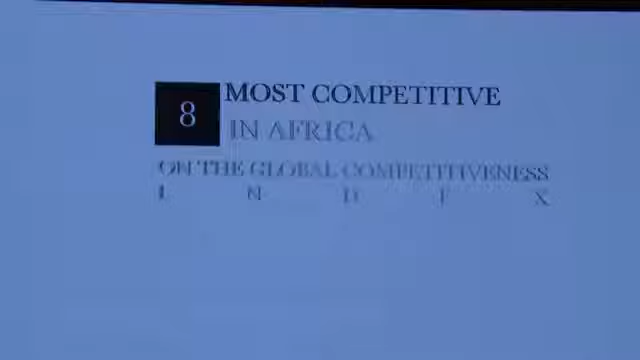 8 MOST COMPETITIVE
IN AFRICA
ON THE GLOBAL COMPETITIVENESS
I N D E X